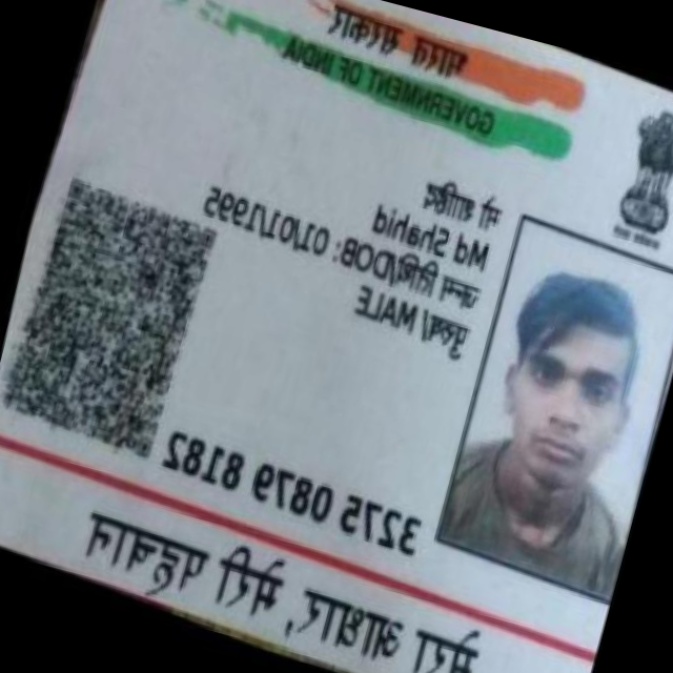 भारत सरकार
GOVERNMENT OF INDIA
मो शाहिद
Md Shahid
जन्म तिथि/DOB: 01/01/1995
पुरुष/ MALE
3275 0879 8182
मेरा आधार, मेरी पहचान